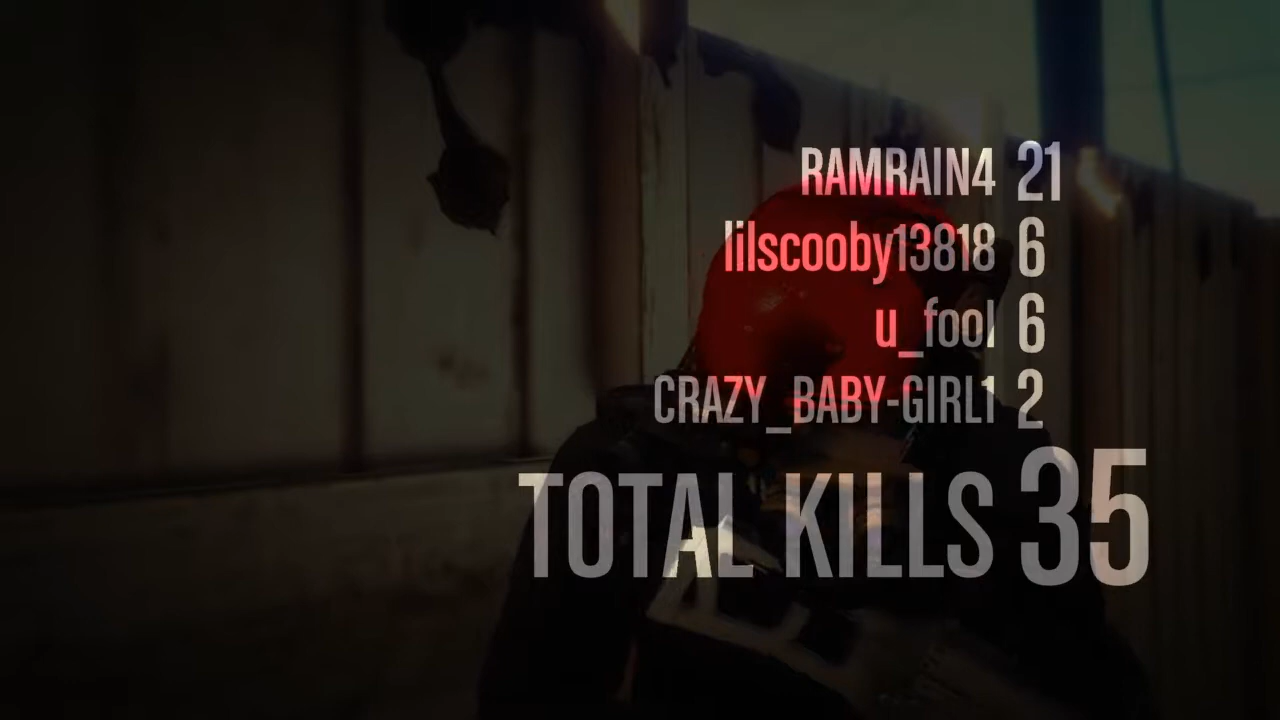 RAMRAIN4 21
lilscooby13818 6
u_fool 6
CRAZY_BABY-GIRL1 2
TOTAL KILLS 35